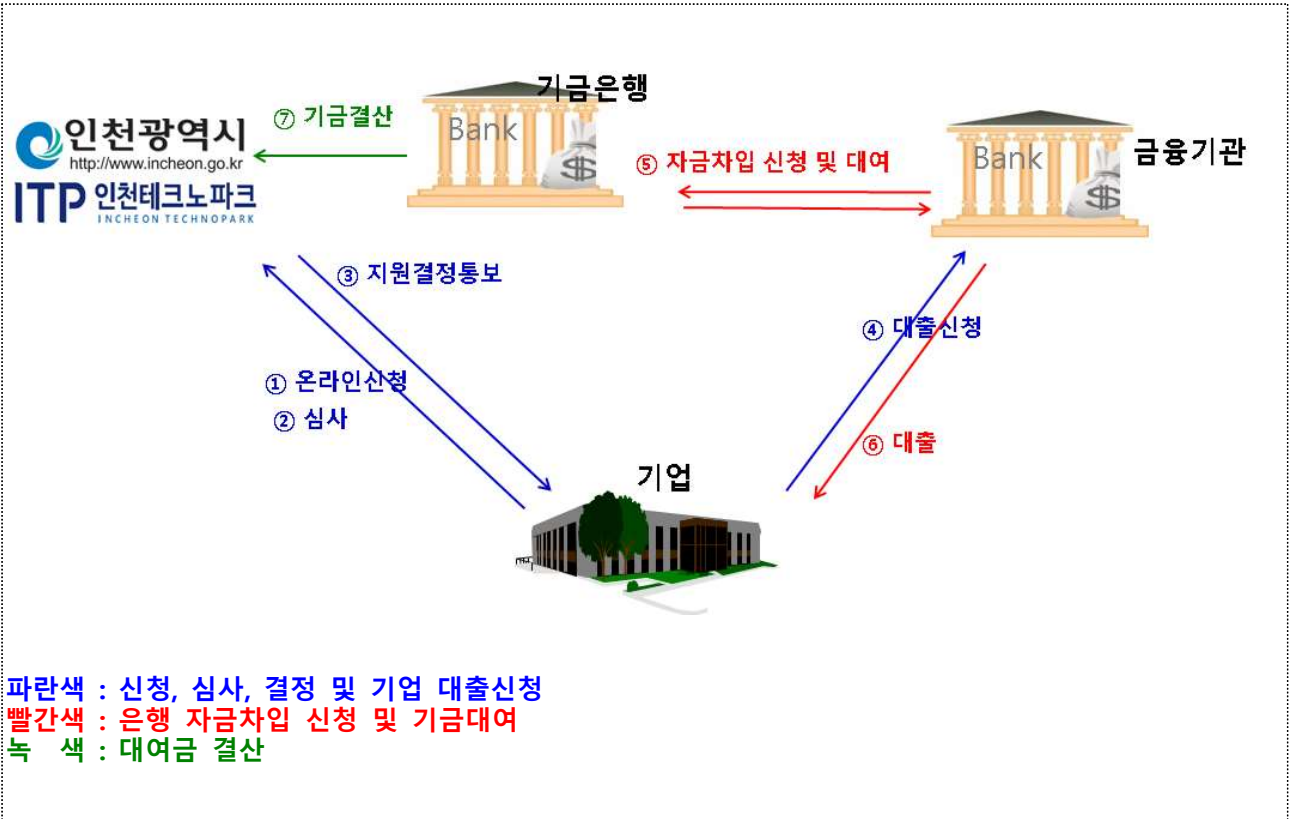 기금은행
⑦ 기금결산
Bank
인천광역시
http://www.incheon.go.kr
ITP 인천테크노파크
INCHEON TECHNOPARK
⑤ 자금차입 신청 및 대여
Bank
금융기관
$
$
③ 지원결정통보
④ 대출신청
① 온라인신청
② 심사
⑥ 대출
기업
파란색 : 신청, 심사, 결정 및 기업 대출신청
빨간색 : 은행 자금차입 신청 및 기금대여
녹 색 : 대여금 결산